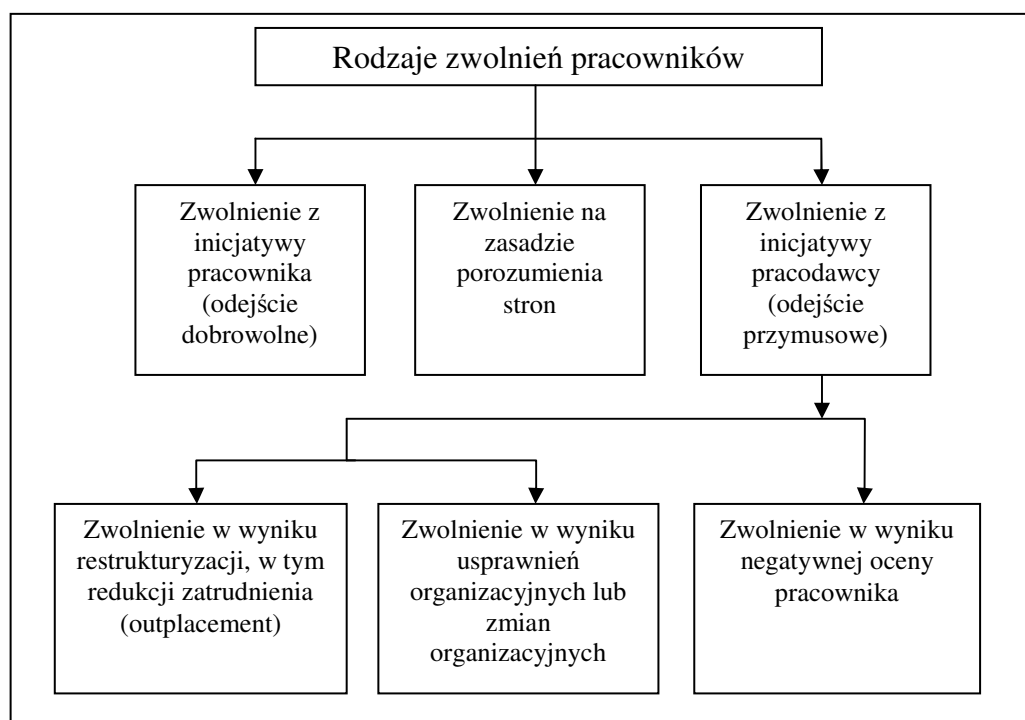 Rodzaje zwolnień pracowników
Zwolnienie z
inicjatywy
pracownika
(odejście
dobrowolne)
Zwolnienie na
zasadzie
porozumienia
stron
Zwolnienie z
inicjatywy
pracodawcy
(odejście
przymusowe)
Zwolnienie w wyniku
restrukturyzacji, w tym
redukcji zatrudnienia
(outplacement)
Zwolnienie w wyniku
usprawnień
organizacyjnych lub
zmian
organizacyjnych
Zwolnienie w wyniku
negatywnej oceny
pracownika